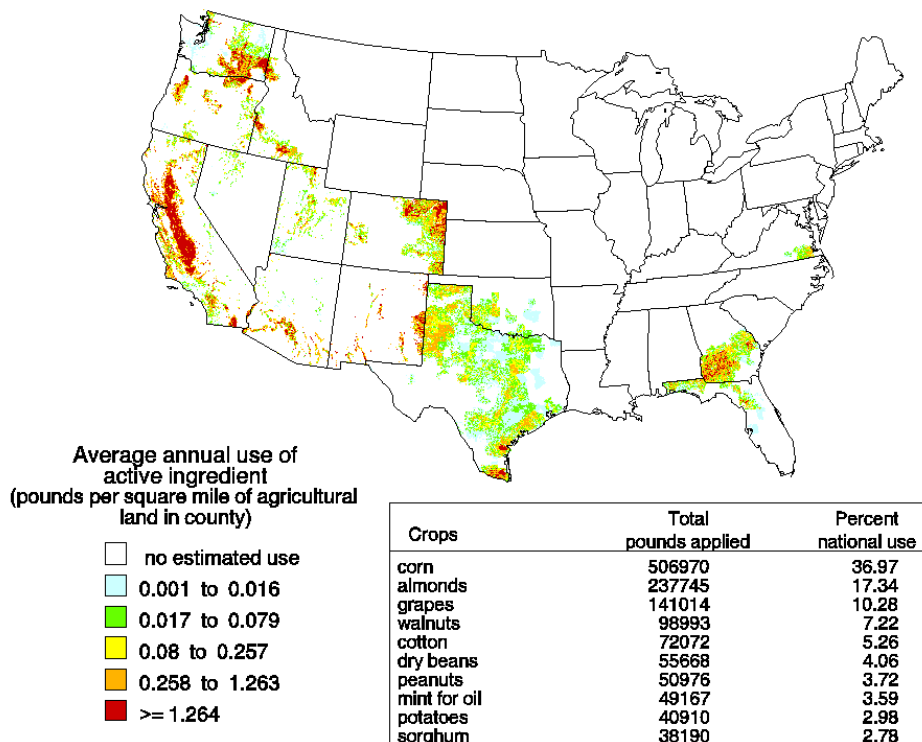 Average annual use of
active ingredient
(pounds per square mile of agricultural
land in county)
no estimated use
0.001 to 0.016
0.017 to 0.079
0.08 to 0.257
0.258 to 1.263
>= 1.264
Crops Total pounds applied Percent national use
corn 506970 36.97
almonds 237745 17.34
grapes 141014 10.28
walnuts 98993 7.22
cotton 72072 5.26
dry beans 55668 4.06
peanuts 50976 3.72
mint for oil 49167 3.59
potatoes 40910 2.98
sorghum 38190 2.78